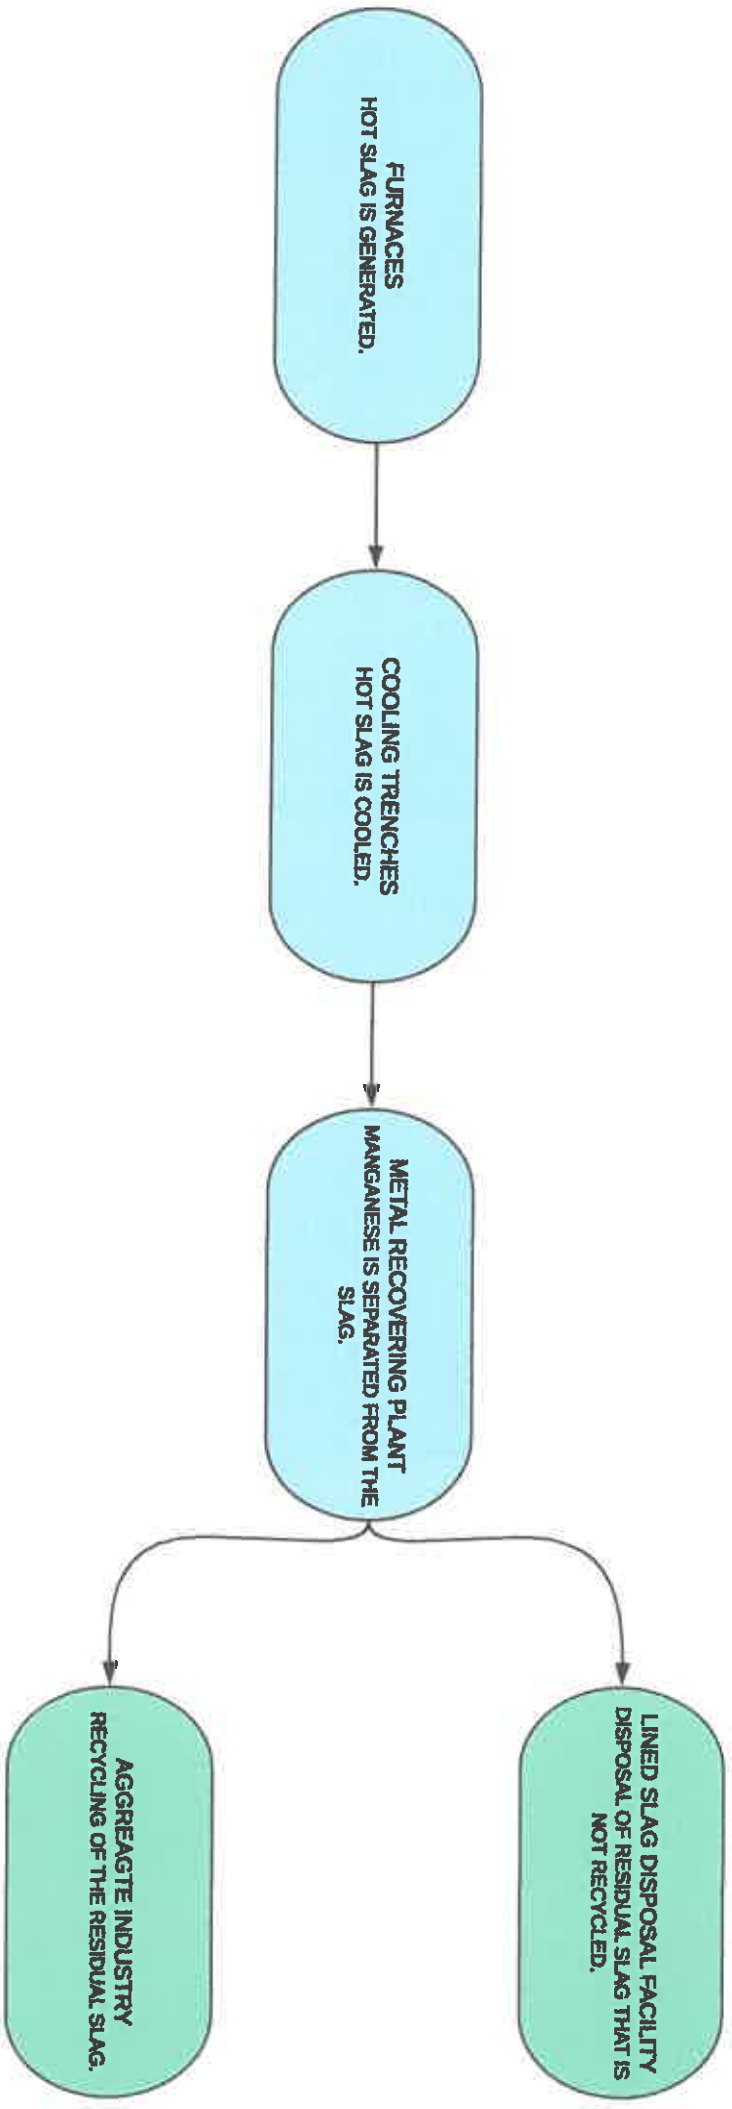 FURNACES
HOT SLAG IS GENERATED.
COOLING TRENCHES
HOT SLAG IS COOLED.
METAL RECOVERING PLANT
MANGANESE IS SEPARATED FROM THE
SLAG.
LINED SLAG DISPOSAL FACILITY
DISPOSAL OF RESIDUAL SLAG THAT IS
NOT RECYCLED.
AGGREAGTE INDUSTRY
RECYCLING OF THE RESIDUAL SLAG.